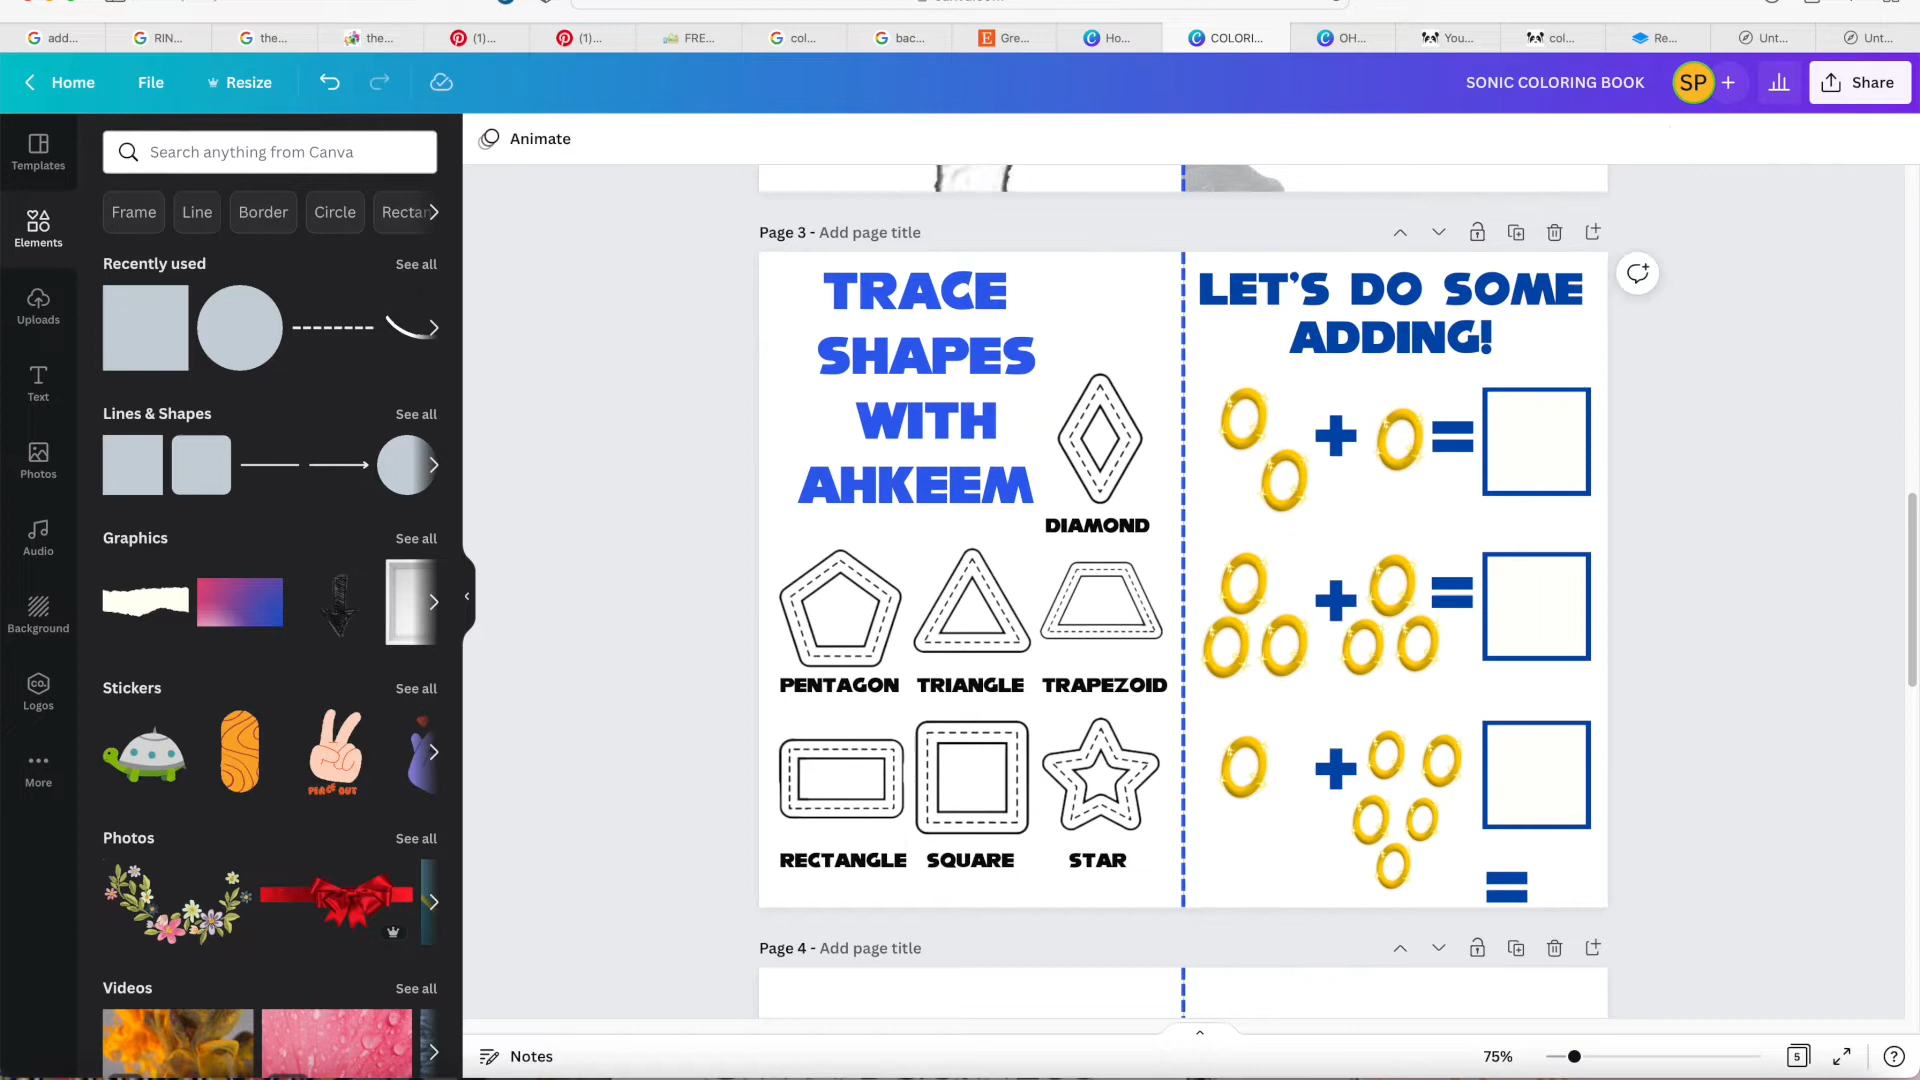 add...
RIN...
the...
the...
(1)...
(1)...
FRE...
col...
bac...
Gre...
Ho...
COLORI...
OH...
You...
col...
Re...
Unt...
Unt...
Home
File
Resize
SONIC COLORING BOOK
SP
Share
Templates
Elements
Uploads
Text
Photos
Audio
Background
CO.
Logos
More
Search anything from Canva
Frame
Line
Border
Circle
Rectan
Recently used
See all
Lines & Shapes
See all
Graphics
See all
Stickers
See all
PEACE OUT
Photos
See all
Videos
See all
Animate
Page 3 - Add page title
TRACE
SHAPES
WITH
AHKEEM
DIAMOND
PENTAGON
TRIANGLE
TRAPEZOID
RECTANGLE
SQUARE
STAR
LET'S DO SOME
ADDING!
+ =
+ =
+
=
Page 4 - Add page title
Notes
75%
5
?